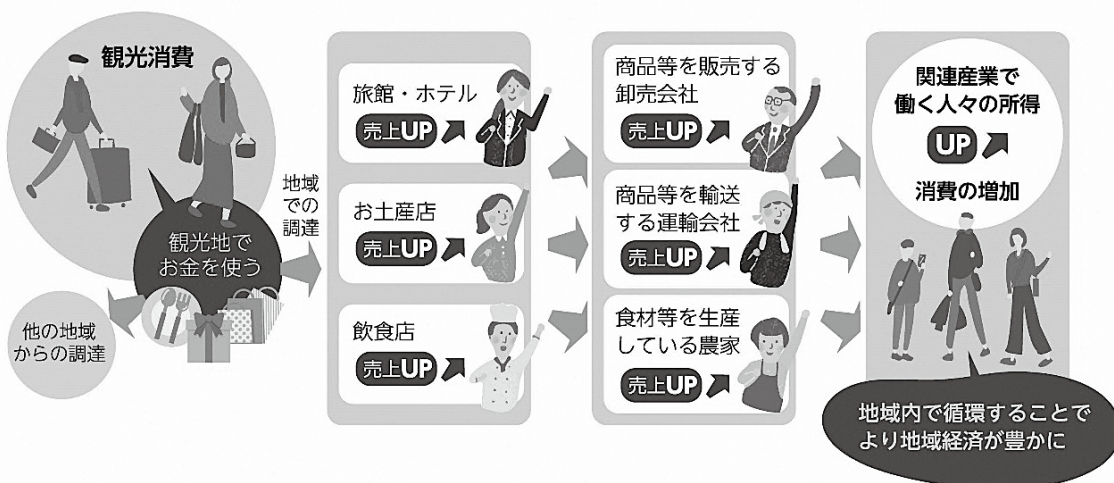 観光消費
観光地で
お金を使う
他の地域
からの調達
地域
での
調達
旅館・ホテル
売上UP
お土産店
売上UP
飲食店
売上UP
商品等を販売する
卸売会社
売上UP
商品等を輸送
する運輸会社
売上UP
食材等を生産
している農家
売上UP
関連産業で
働く人々の所得
UP
消費の増加
地域内で循環することで
より地域経済が豊かに